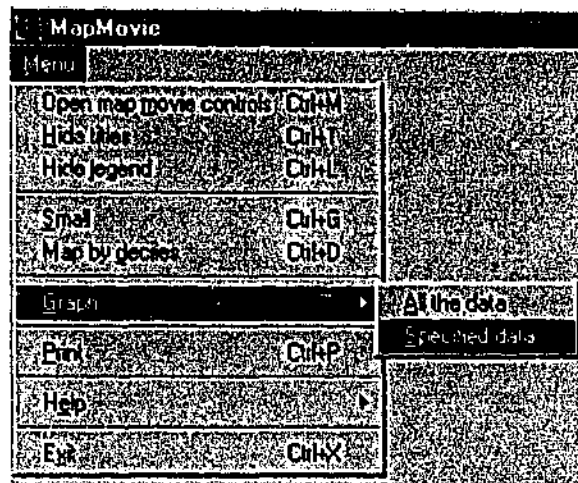 MapMovie
Menu
Open map movie controls Ctrl+M
Hide titles Ctrl+T
Hide legend Ctrl+L
Small Ctrl+G
Map by deciles Ctrl+D
Graph
All the data
Specified data
Print Ctrl+P
Help
Exit Ctrl+X